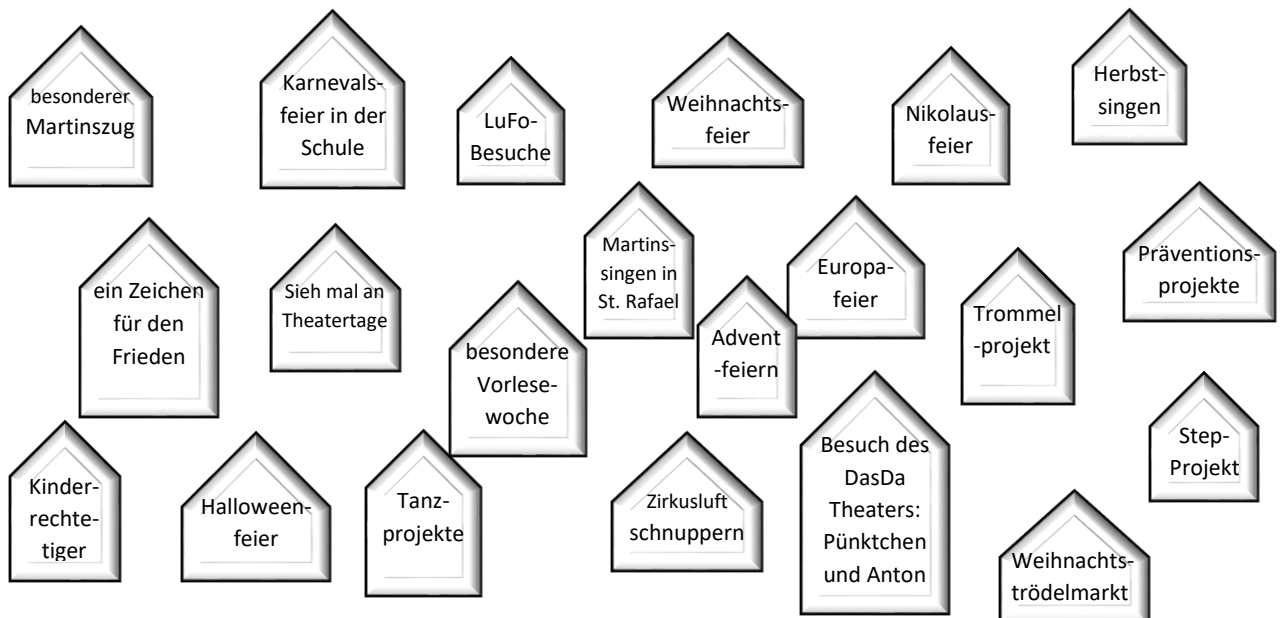 besonderer
Martinszug
Karnevals-
feier in der
Schule
LuFo-
Besuche
Weihnachts-
feier
Nikolaus-
feier
Herbst-
singen
ein Zeichen
für den
Frieden
Sieh mal an
Theatertage
besondere
Vorlese-
woche
Martins-
singen in
St. Rafael
Advent
-feiern
Europa-
feier
Trommel
-projekt
Präventions-
projekte
Kinder-
rechte-
tiger
Halloween-
feier
Tanz-
projekte
Zirkusluft
schnuppern
Besuch des
DasDa
Theaters:
Pünktchen
und Anton
Weihnachts-
trödelmarkt
Step-
Projekt